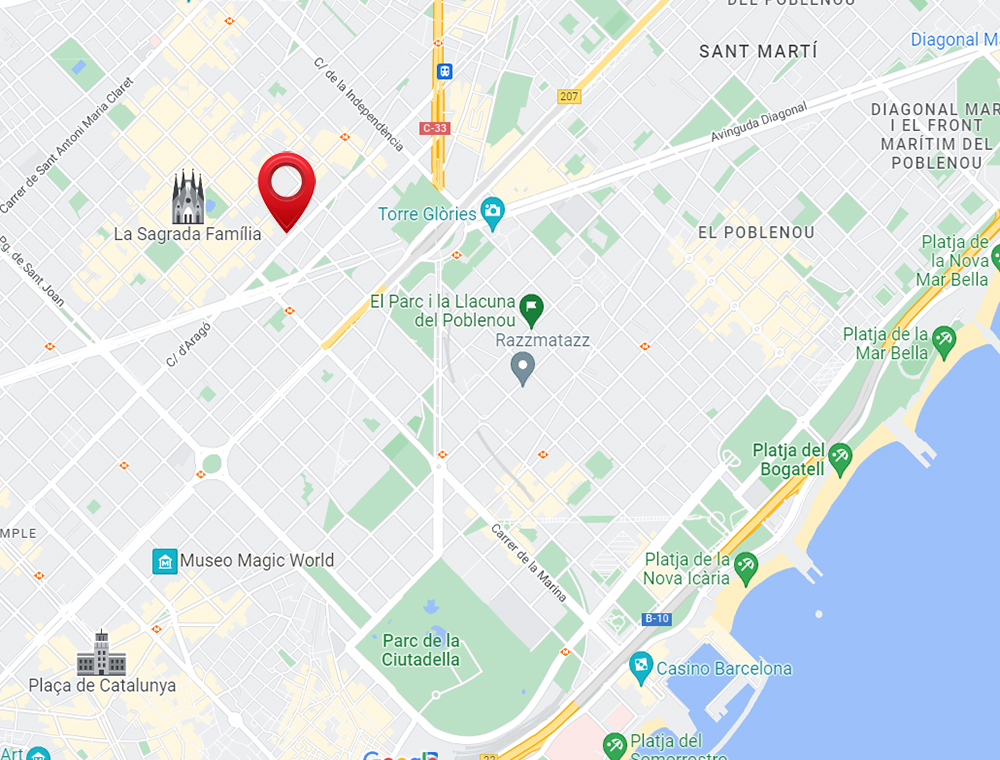 DEL POBLENOU
SANT MARTÍ
Diagonal M
C/ de la Independència
Carrer de Sant Antoni Maria Claret
207
C-33
Avinguda Diagonal
DIAGONAL MAR
I EL FRONT
MARÍTIM DEL
POBLENOU
La Sagrada Família
Torre Glòries
EL POBLENOU
Pg. de Sant Joan
Platja de
la Nova
Mar Bella
El Parc i la Llacuna
del Poblenou
Razzmatazz
C/ d'Aragó
Platja de la
Mar Bella
Platja del
Bogatell
MPLE
Carrer de la Marina
Museo Magic World
Platja de la
Nova Icària
B-10
Parc de la
Ciutadella
Casino Barcelona
Plaça de Catalunya
Art
Google
22
Platja del
Somorrostro